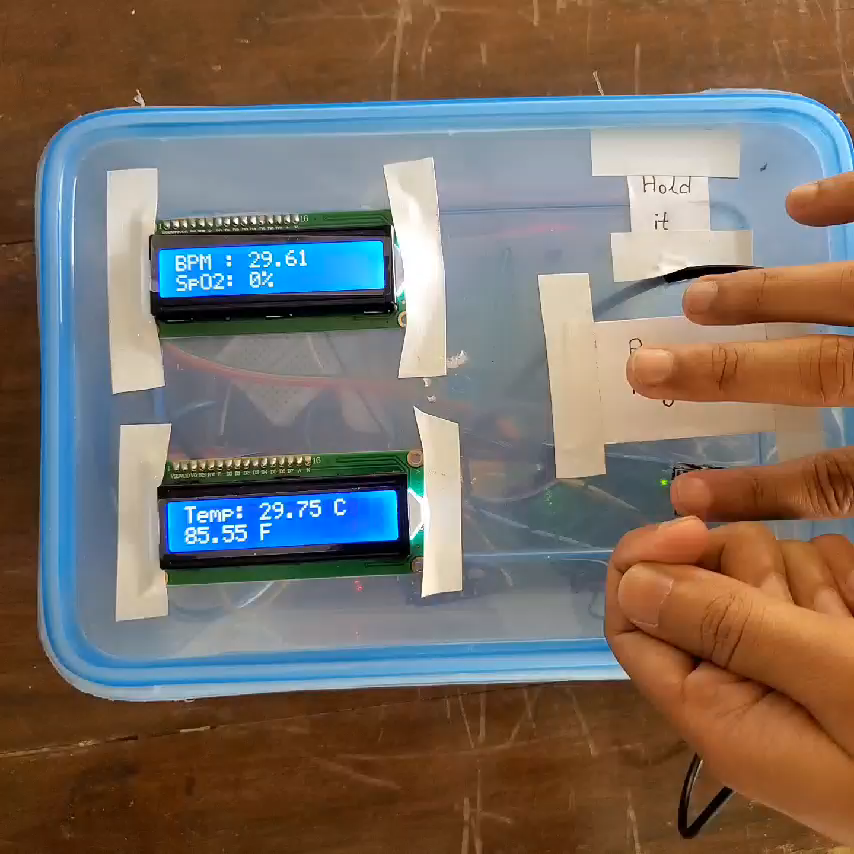 BPM : 29.61
SpO2: 0%
Temp: 29.75 C
85.55 F
Hold
it